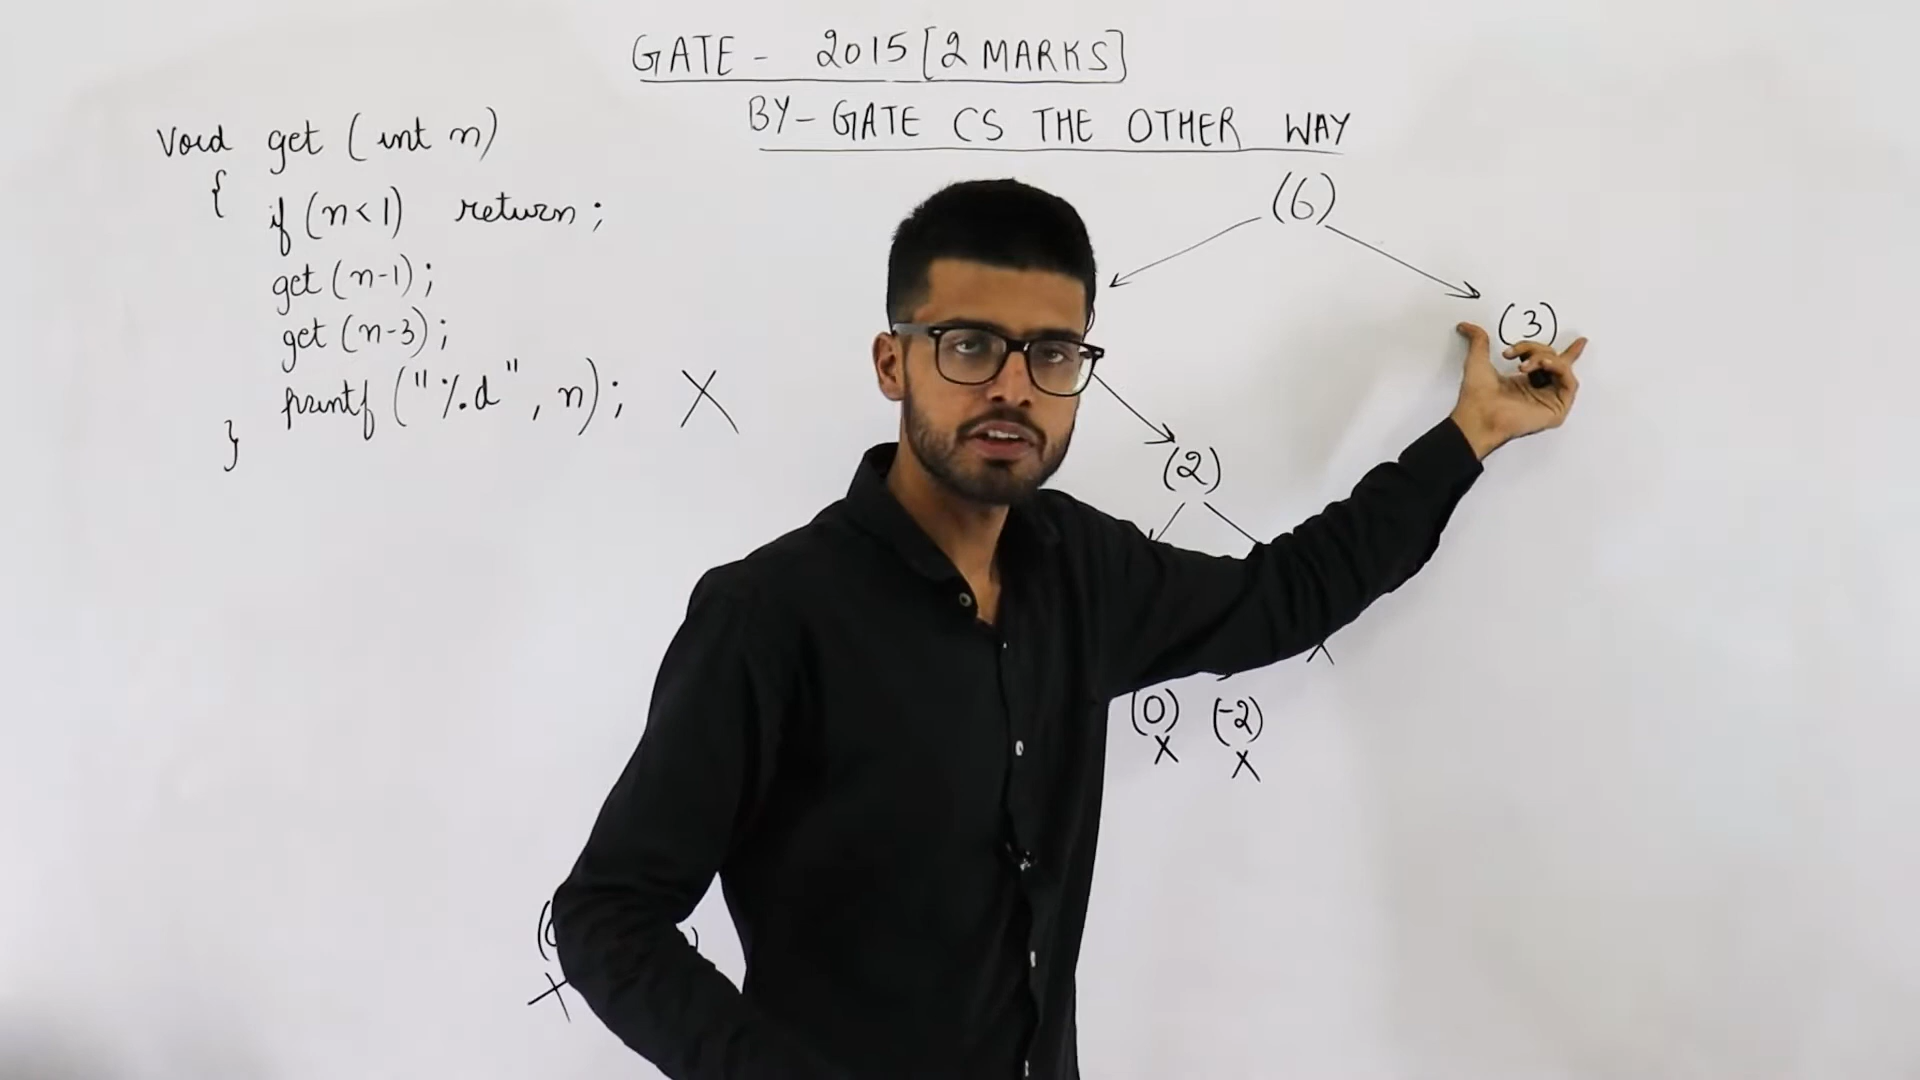 GATE - 2015 [2 MARKS]
BY - GATE CS THE OTHER WAY
Void get (int n)
{ if (n<1) return;
get (n-1);
get (n-3);
printf ("%d", n); X
}
(6)
(3)
(2)
(0) (-2)
X X
X
X